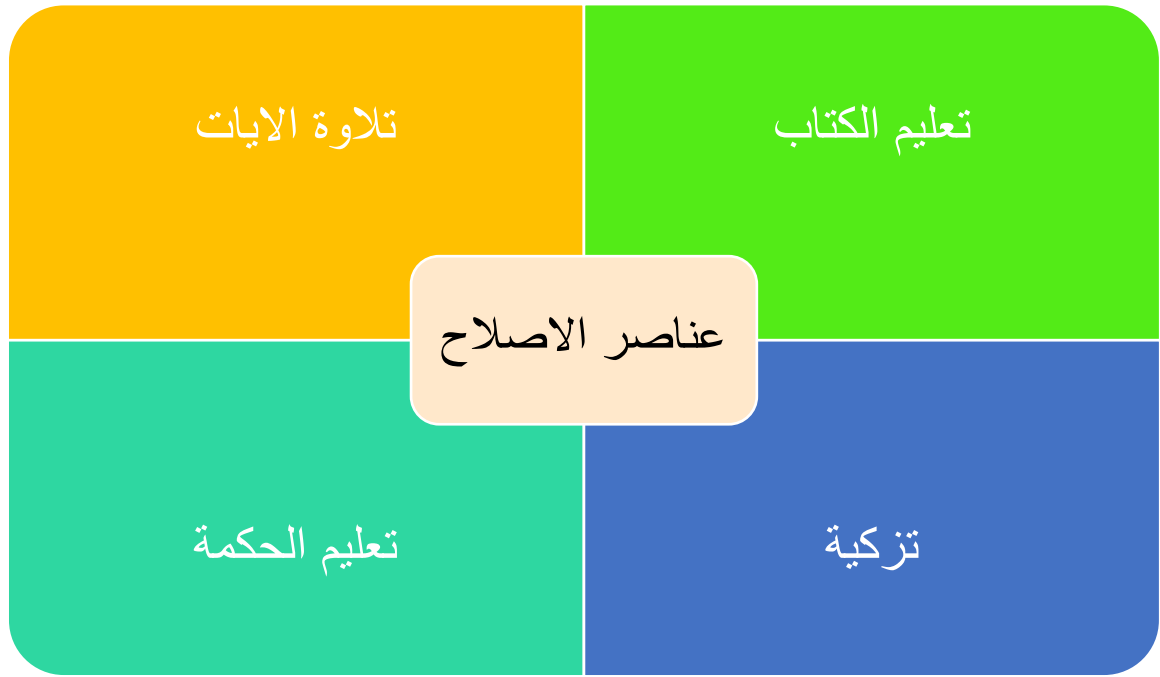 تعليم الكتاب
تلاوة الايات
عناصر الاصلاح
تزكية
تعليم الحكمة